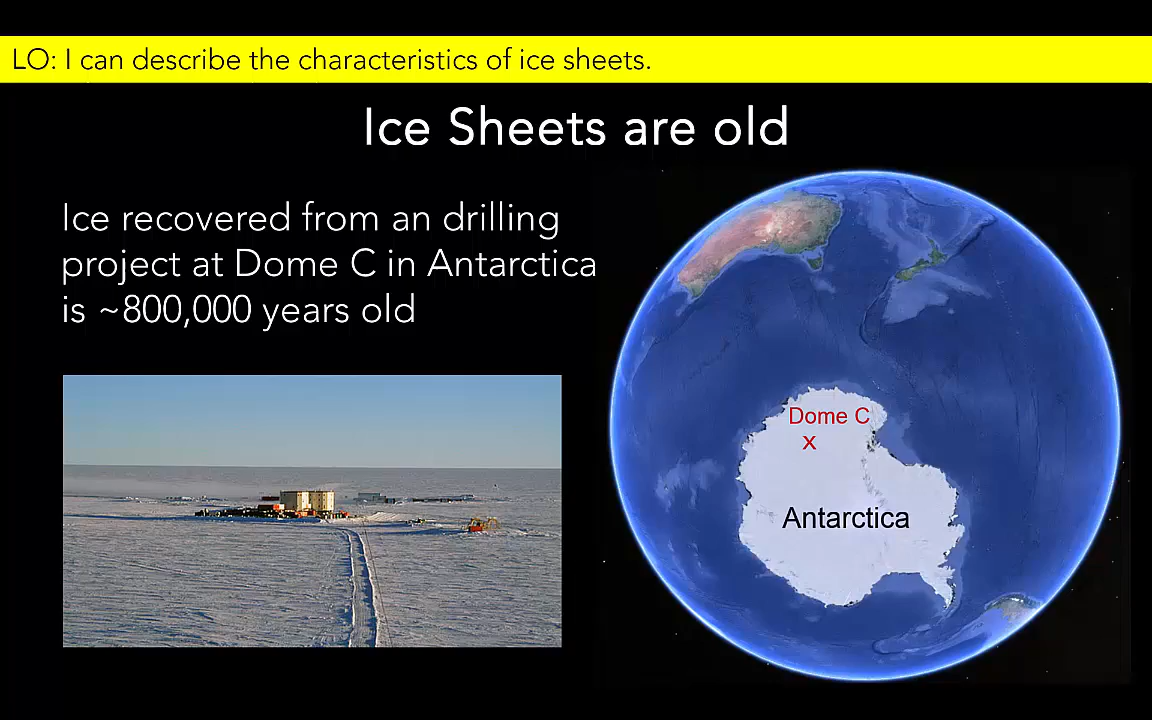 LO: I can describe the characteristics of ice sheets.
Ice Sheets are old
Ice recovered from an drilling
project at Dome C in Antarctica
is ~800,000 years old
Dome C
x
Antarctica